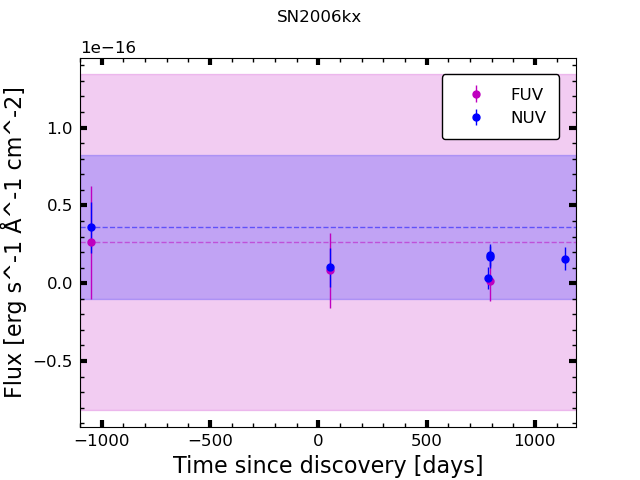 SN2006kx
1e−16
FUV
NUV
1.0
0.5
0.0
−0.5
Flux [erg s^-1 Å^-1 cm^-2]
−1000
−500
0
500
1000
Time since discovery [days]